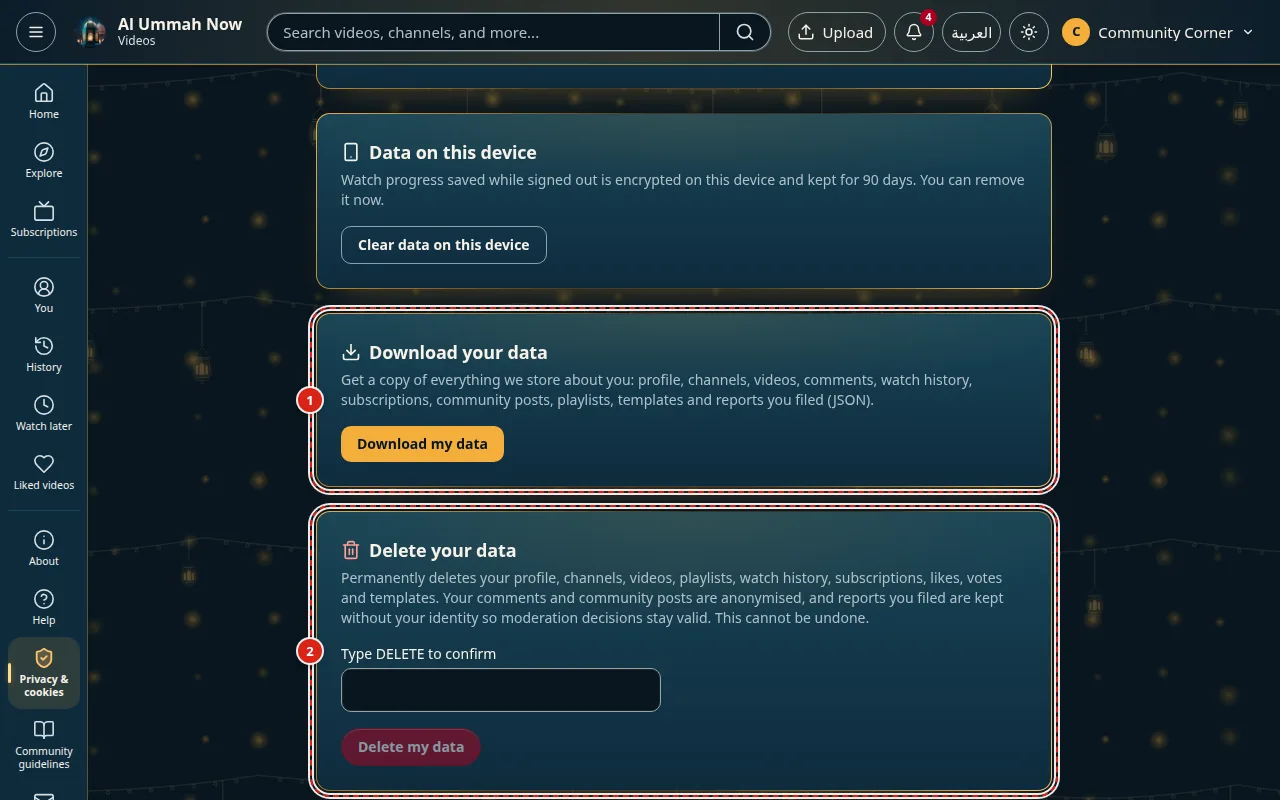 Al Ummah Now
Videos
Search videos, channels, and more...
Upload
4
العربية
C
Community Corner
Home
Explore
Subscriptions
You
History
Watch later
Liked videos
About
Help
Privacy &
cookies
Community
guidelines
Data on this device
Watch progress saved while signed out is encrypted on this device and kept for 90 days. You can remove
it now.
Clear data on this device
1
Download your data
Get a copy of everything we store about you: profile, channels, videos, comments, watch history,
subscriptions, community posts, playlists, templates and reports you filed (JSON).
Download my data
2
Delete your data
Permanently deletes your profile, channels, videos, playlists, watch history, subscriptions, likes, votes
and templates. Your comments and community posts are anonymised, and reports you filed are kept
without your identity so moderation decisions stay valid. This cannot be undone.
Type DELETE to confirm
Delete my data